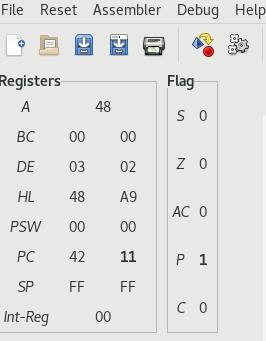 File Reset Assembler Debug Help
Registers
A 48
BC 00 00
DE 03 02
HL 48 A9
PSW 00 00
PC 42 11
SP FF FF
Int-Reg 00
Flag
S 0
Z 0
AC 0
P 1
C 0